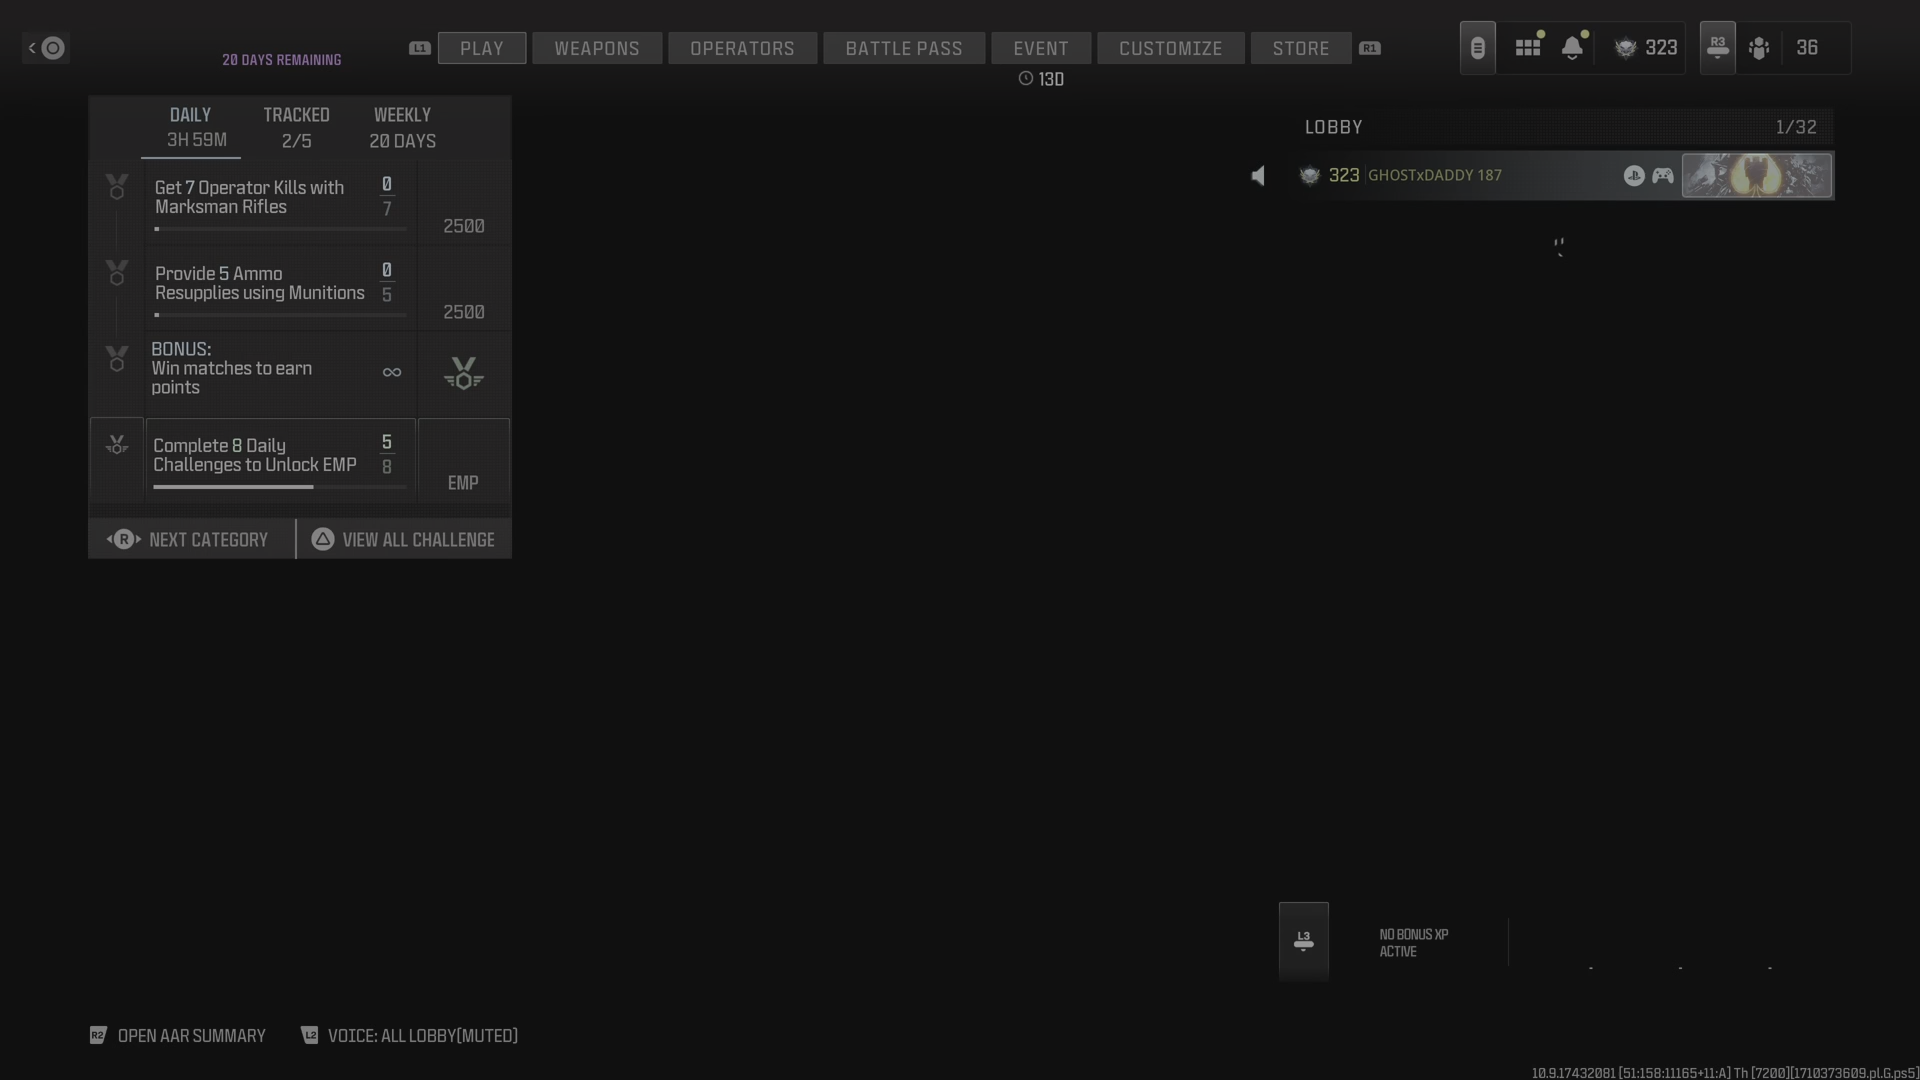 20 DAYS REMAINING
L1 PLAY WEAPONS OPERATORS BATTLE PASS EVENT CUSTOMIZE STORE R1
13D
323 R3 36
DAILY TRACKED WEEKLY
3H 59M 2/5 20 DAYS
Get 7 Operator Kills with
Marksman Rifles
0
7
2500
Provide 5 Ammo
Resupplies using Munitions
0
5
2500
BONUS:
Win matches to earn
points
∞
Complete 8 Daily
Challenges to Unlock EMP
5
8
EMP
R NEXT CATEGORY VIEW ALL CHALLENGE
LOBBY 1/32
323 GHOSTxDADDY 187
L3
NO BONUS XP
ACTIVE
R2 OPEN AAR SUMMARY L2 VOICE: ALL LOBBY(MUTED)
10.9.17432081 [51:158:11165+11:A] Th [7200][1710373609.pl.G.ps5]